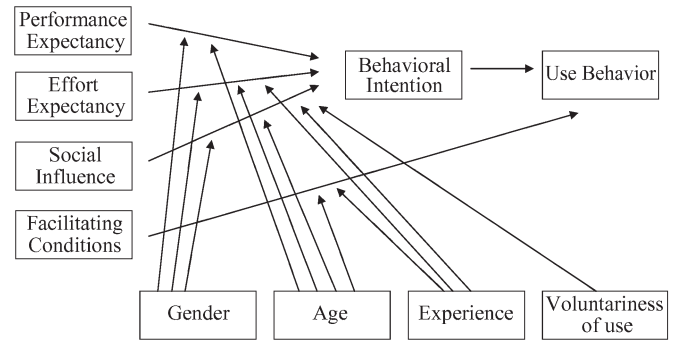 Performance
Expectancy
Effort
Expectancy
Social
Influence
Facilitating
Conditions
Behavioral
Intention
Use Behavior
Gender
Age
Experience
Voluntariness
of use